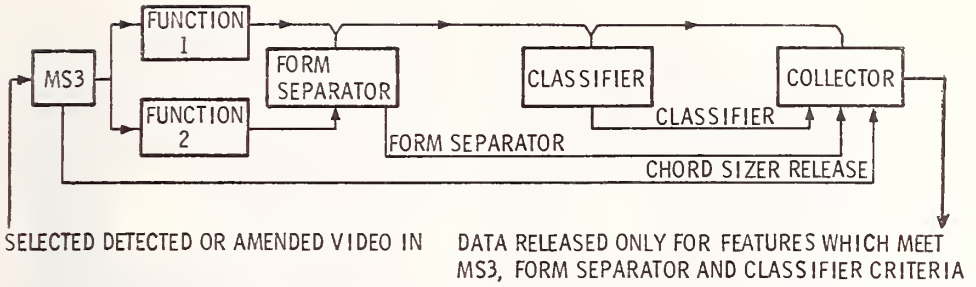 FUNCTION
1
MS3
FORM
SEPARATOR
CLASSIFIER
COLLECTOR
FUNCTION
2
CLASSIFIER
FORM SEPARATOR
CHORD SIZER RELEASE
SELECTED DETECTED OR AMENDED VIDEO IN
DATA RELEASED ONLY FOR FEATURES WHICH MEET
MS3, FORM SEPARATOR AND CLASSIFIER CRITERIA